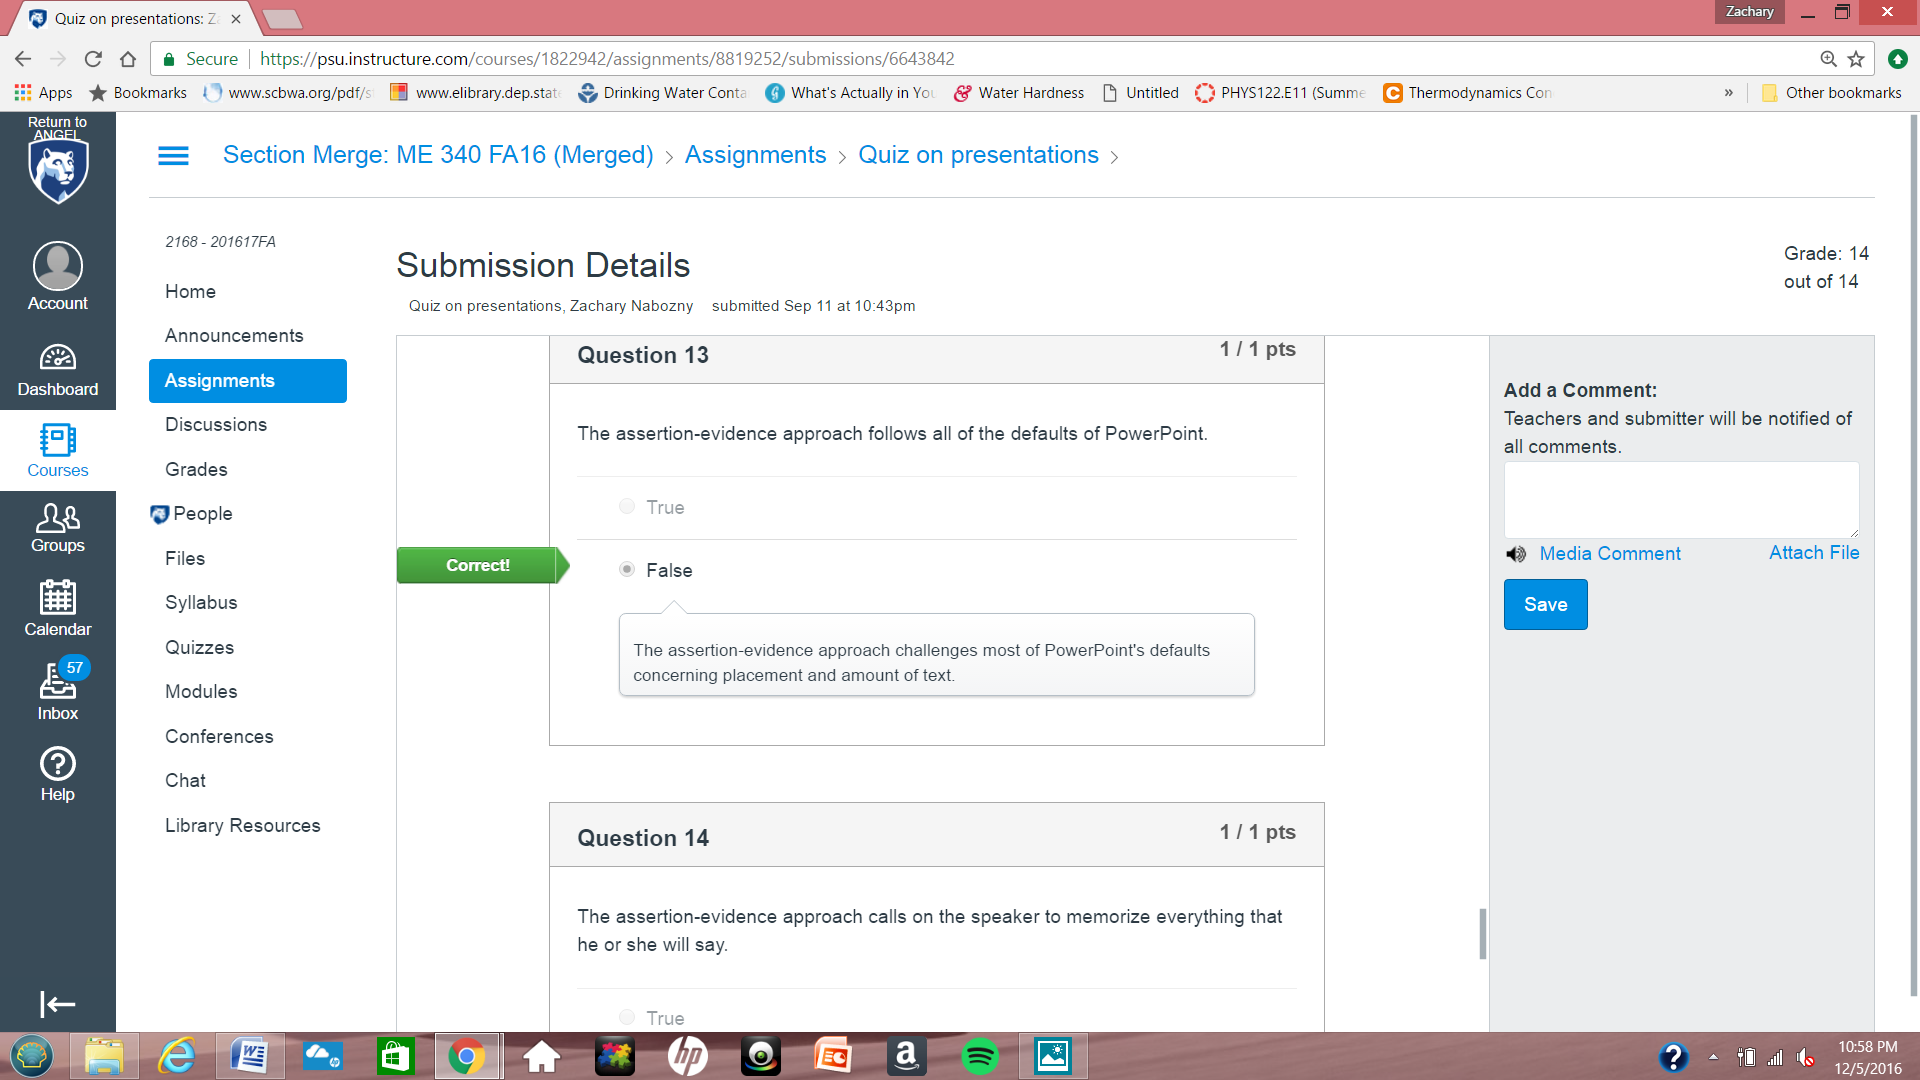 Quiz on presentations: Z
Zachary
Secure
https://psu.instructure.com/courses/1822942/assignments/8819252/submissions/6643842
Apps
Bookmarks
www.scbwa.org/pdf/s
www.elibrary.dep.stat
Drinking Water Conta
What's Actually in You
Water Hardness
Untitled
PHYS122.E11 (Summe
Thermodynamics Con
»
Other bookmarks
Return to
ANGEL
Section Merge: ME 340 FA16 (Merged) > Assignments > Quiz on presentations >
Account
Dashboard
Courses
Groups
Calendar
57
Inbox
Help
2168 - 201617FA
Home
Announcements
Assignments
Discussions
Grades
People
Files
Syllabus
Quizzes
Modules
Conferences
Chat
Library Resources
Submission Details
Quiz on presentations, Zachary Nabozny submitted Sep 11 at 10:43pm
Grade: 14
out of 14
Question 13
1 / 1 pts
The assertion-evidence approach follows all of the defaults of PowerPoint.
True
Correct!
False
The assertion-evidence approach challenges most of PowerPoint's defaults
concerning placement and amount of text.
Question 14
1 / 1 pts
The assertion-evidence approach calls on the speaker to memorize everything that
he or she will say.
True
Add a Comment:
Teachers and submitter will be notified of
all comments.
Media Comment
Attach File
Save
10:58 PM
12/5/2016